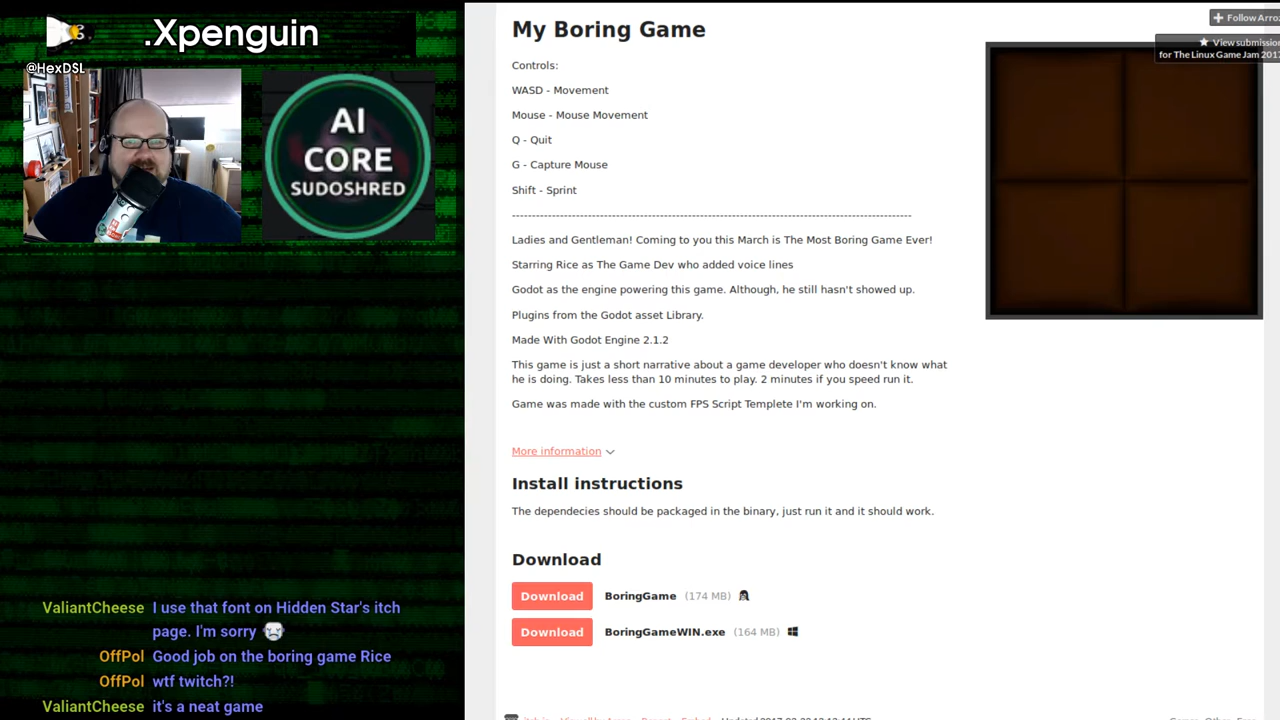 .Xpenguin
@HexDSL
AI
CORE
SUDOSHRED
My Boring Game
Controls:
WASD - Movement
Mouse - Mouse Movement
Q - Quit
G - Capture Mouse
Shift - Sprint
--------------------------------------------------------------------------------
Ladies and Gentleman! Coming to you this March is The Most Boring Game Ever!
Starring Rice as The Game Dev who added voice lines
Godot as the engine powering this game. Although, he still hasn't showed up.
Plugins from the Godot asset Library.
Made With Godot Engine 2.1.2
This game is just a short narrative about a game developer who doesn't know what
he is doing. Takes less than 10 minutes to play. 2 minutes if you speed run it.
Game was made with the custom FPS Script Templete I'm working on.
More information
Install instructions
The dependecies should be packaged in the binary, just run it and it should work.
Download
Download BoringGame (174 MB)
Download BoringGameWIN.exe (164 MB)
Follow Arroz
View submission
for The Linux Game Jam 2017
ValiantCheese I use that font on Hidden Star's itch
page. I'm sorry
OffPol Good job on the boring game Rice
OffPol wtf twitch?!
ValiantCheese it's a neat game